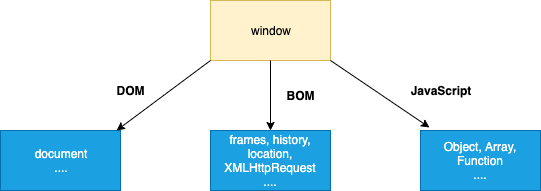 window
DOM
BOM
JavaScript
document
....
frames, history,
location,
XMLHttpRequest
....
Object, Array,
Function
....